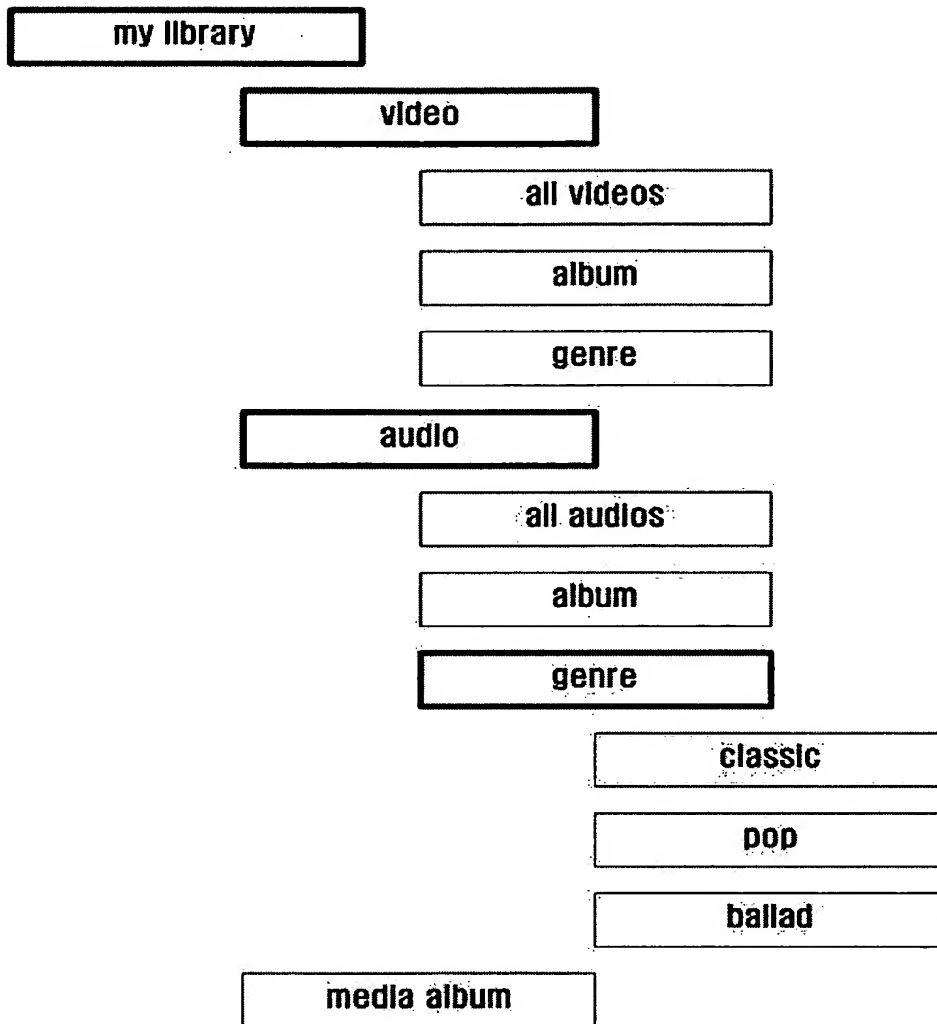 my library
video
all videos
album
genre
audio
all audios
album
genre
classic
pop
ballad
media album